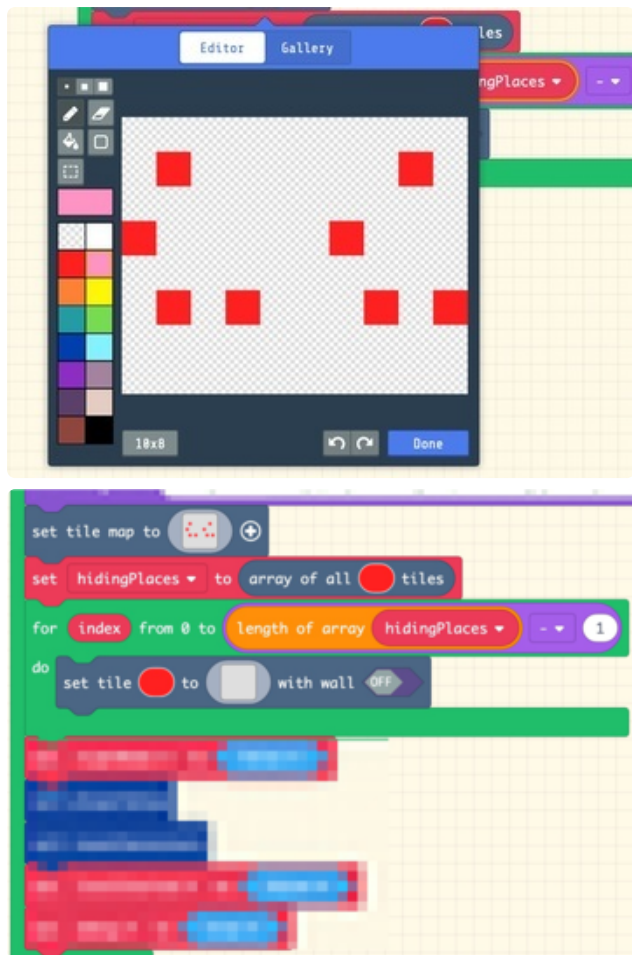 les
Editor Gallery
ngPlaces -
10x8 Done
set tile map to
set hidingPlaces to array of all tiles
for index from 0 to length of array hidingPlaces - 1
do
set tile to with wall OFF